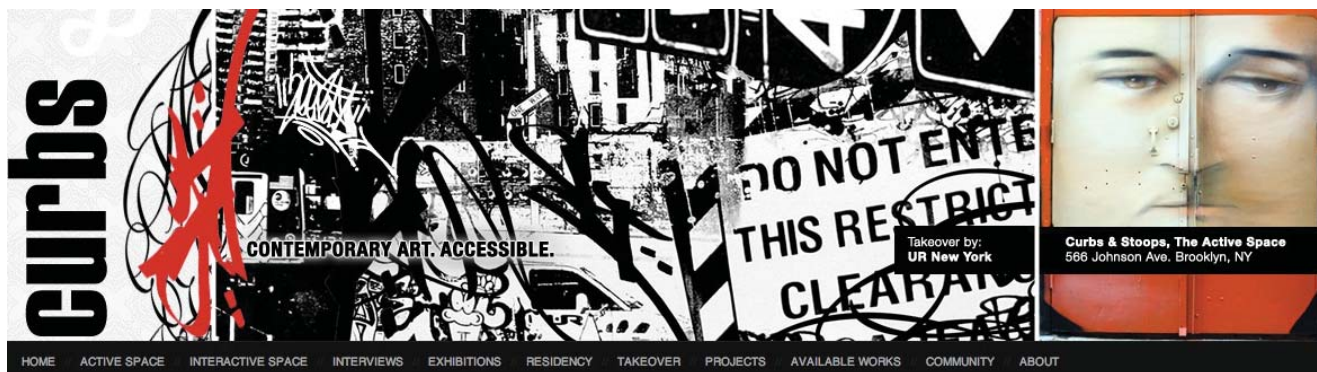 curbs
CONTEMPORARY ART. ACCESSIBLE.
DO NOT ENTE
THIS RESTRICT
CLEARAN
Takeover by:
UR New York
Curbs & Stoops, The Active Space
566 Johnson Ave. Brooklyn, NY
HOME // ACTIVE SPACE // INTERACTIVE SPACE // INTERVIEWS // EXHIBITIONS // RESIDENCY // TAKEOVER // PROJECTS // AVAILABLE WORKS // COMMUNITY // ABOUT